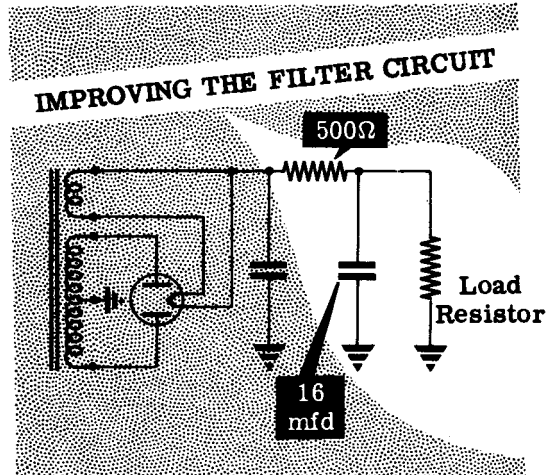 IMPROVING THE FILTER CIRCUIT
500Ω
Load
Resistor
16
mfd